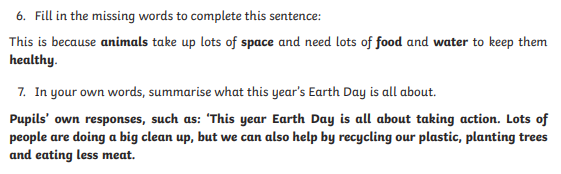 6. Fill in the missing words to complete this sentence:
This is because animals take up lots of space and need lots of food and water to keep them
healthy.
7. In your own words, summarise what this year's Earth Day is all about.
Pupils' own responses, such as: 'This year Earth Day is all about taking action. Lots of
people are doing a big clean up, but we can also help by recycling our plastic, planting trees
and eating less meat.